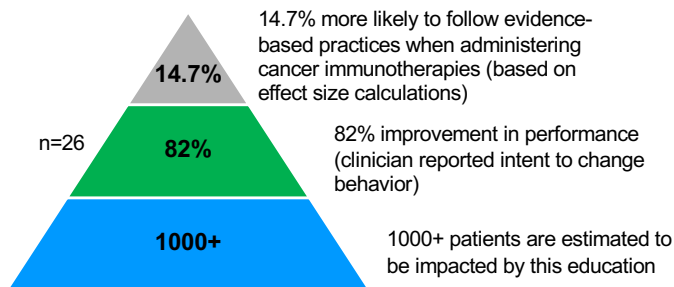 14.7% more likely to follow evidence-
based practices when administering
cancer immunotherapies (based on
effect size calculations)
14.7%
n=26
82%
82% improvement in performance
(clinician reported intent to change
behavior)
1000+
1000+ patients are estimated to
be impacted by this education